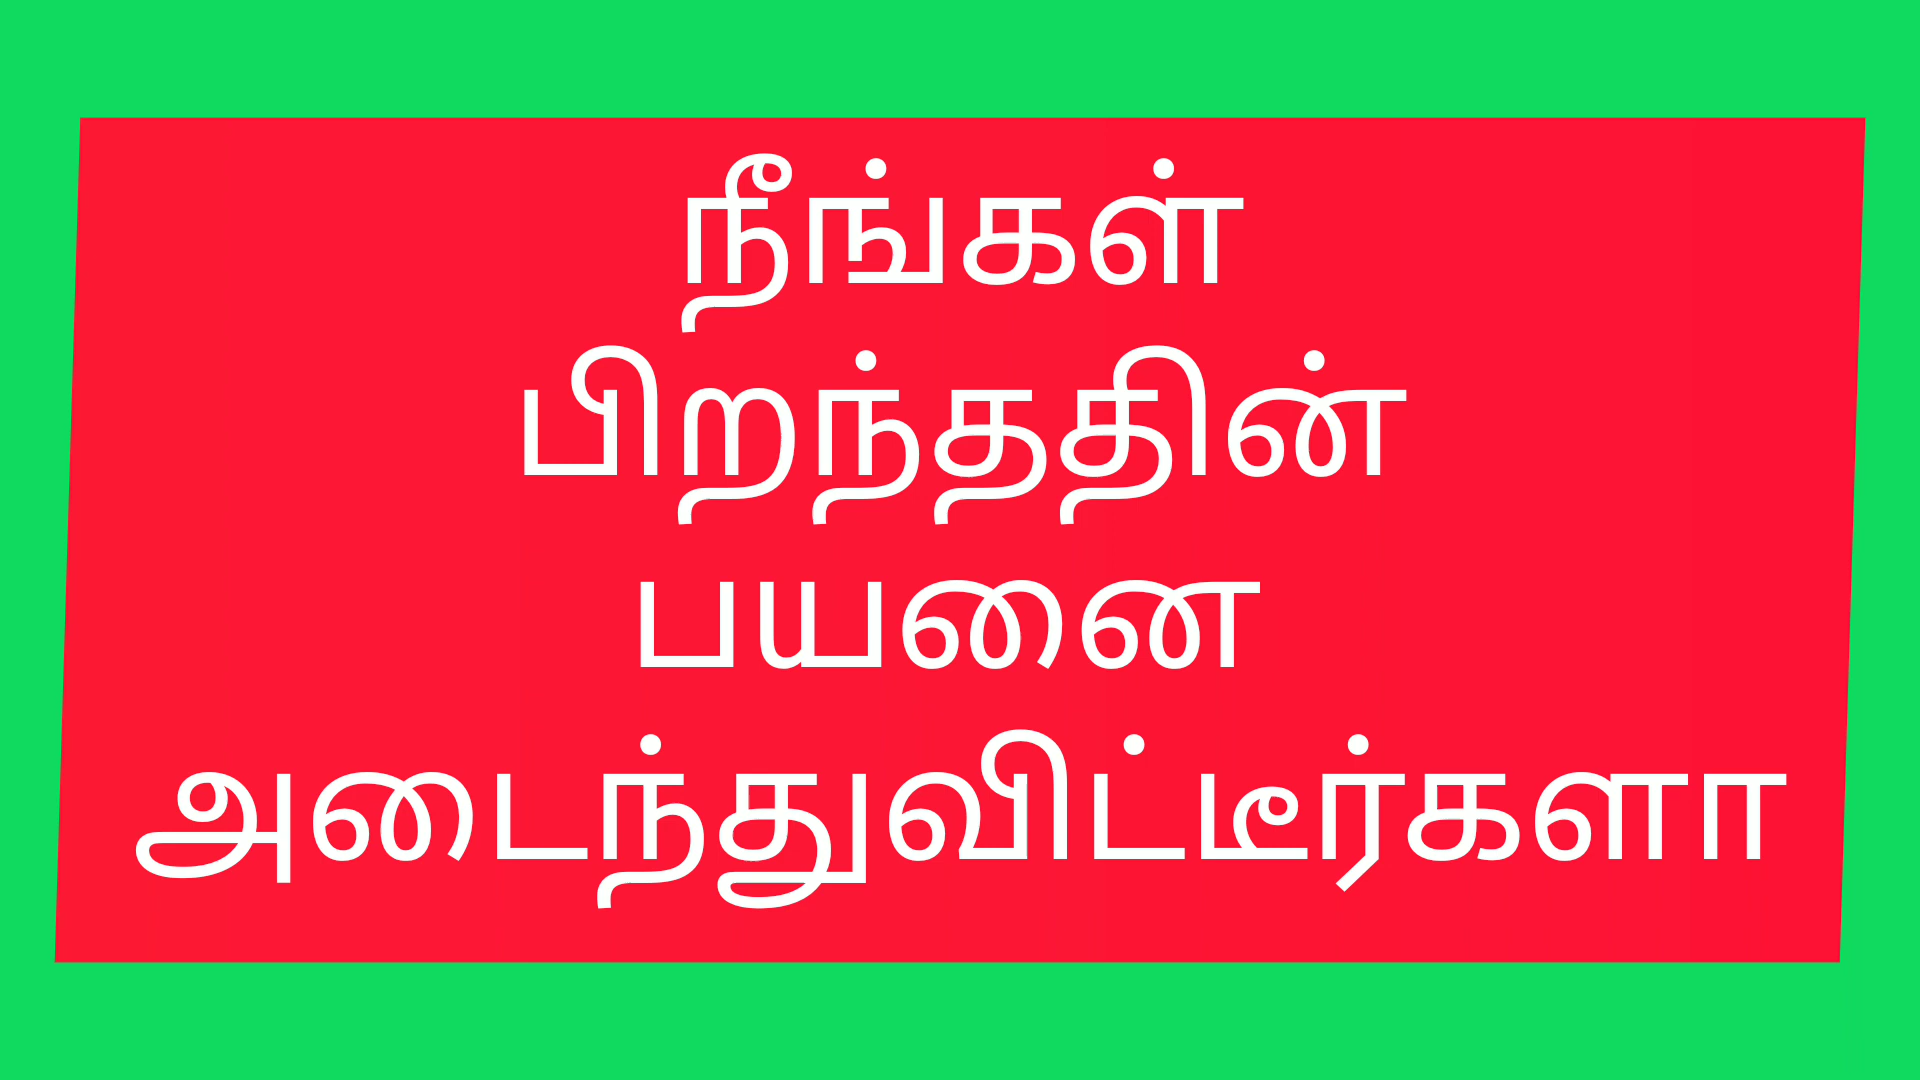 நீங்கள்
பிறந்ததின்
பயனை
அடைந்துவிட்டீர்களா